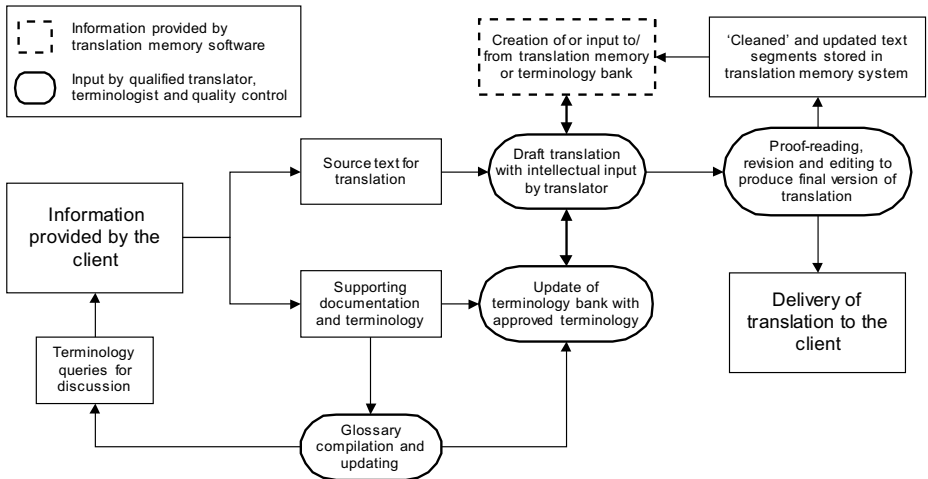 Information provided by
translation memory software
Input by qualified translator,
terminologist and quality control
Creation of or input to/
from translation memory
or terminology bank
‘Cleaned’ and updated text
segments stored in
translation memory system
Source text for
translation
Draft translation
with intellectual input
by translator
Proof-reading,
revision and editing to
produce final version of
translation
Information
provided by the
client
Supporting
documentation
and terminology
Update of
terminology bank with
approved terminology
Delivery of
translation to the
client
Terminology
queries for
discussion
Glossary
compilation and
updating